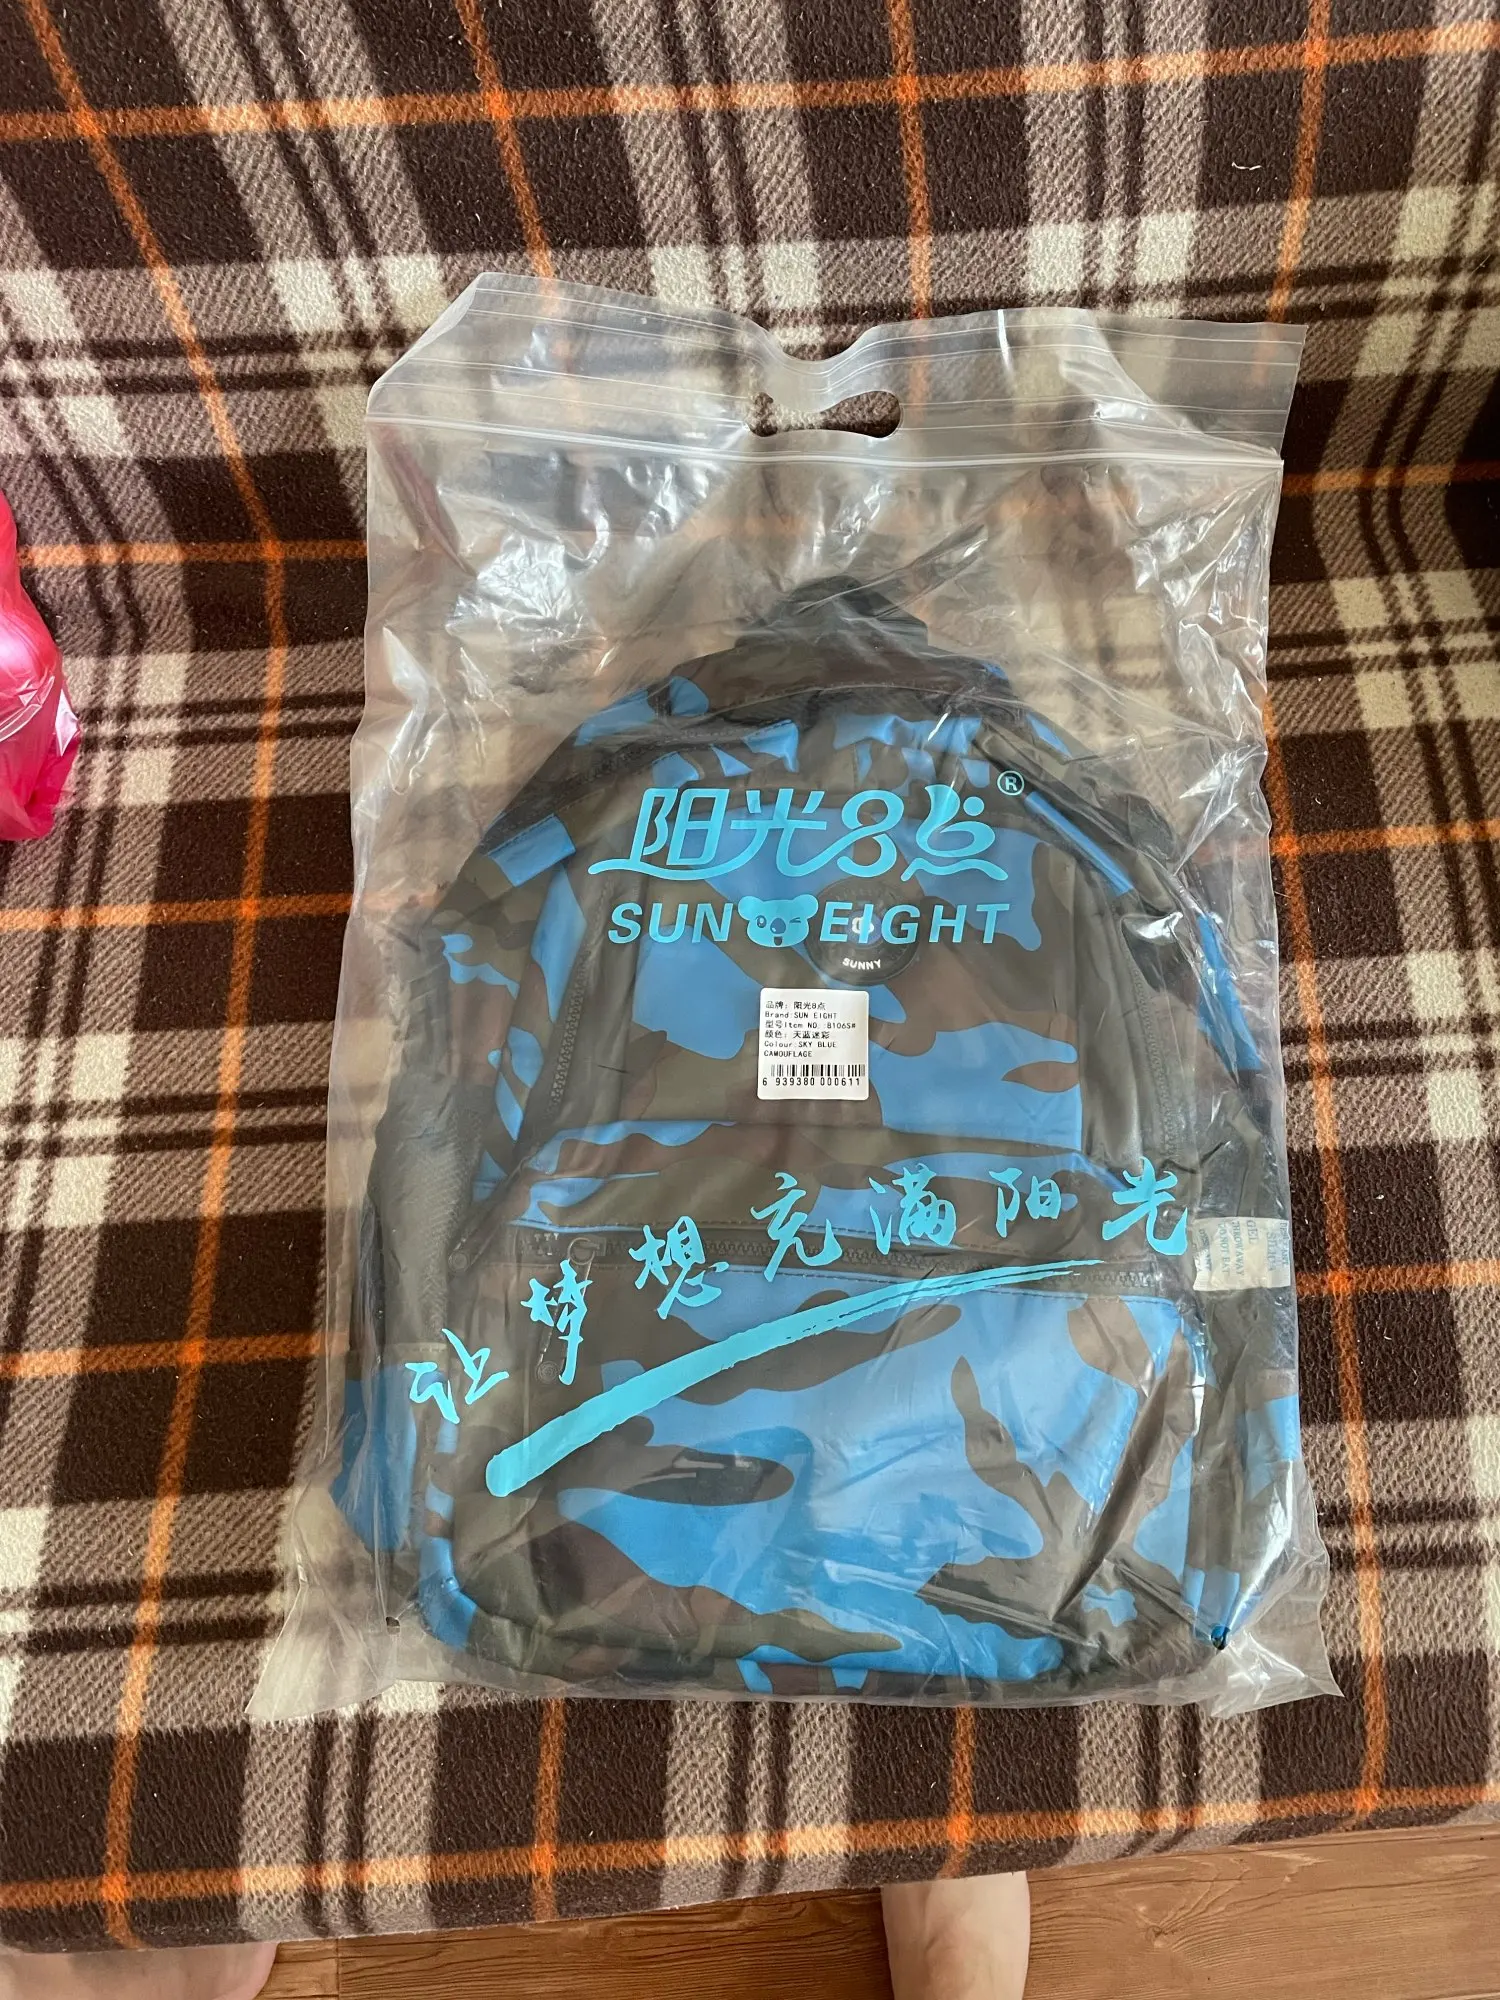 阳光8点®
SUN EIGHT
SUNNY
品牌：阳光8点
Brand:SUN EIGHT
型号Item NO.:B106S#
颜色：天蓝迷彩
Colour:SKY BLUE
CAMOUFLAGE
6 939380 000611
让梦想充满阳光